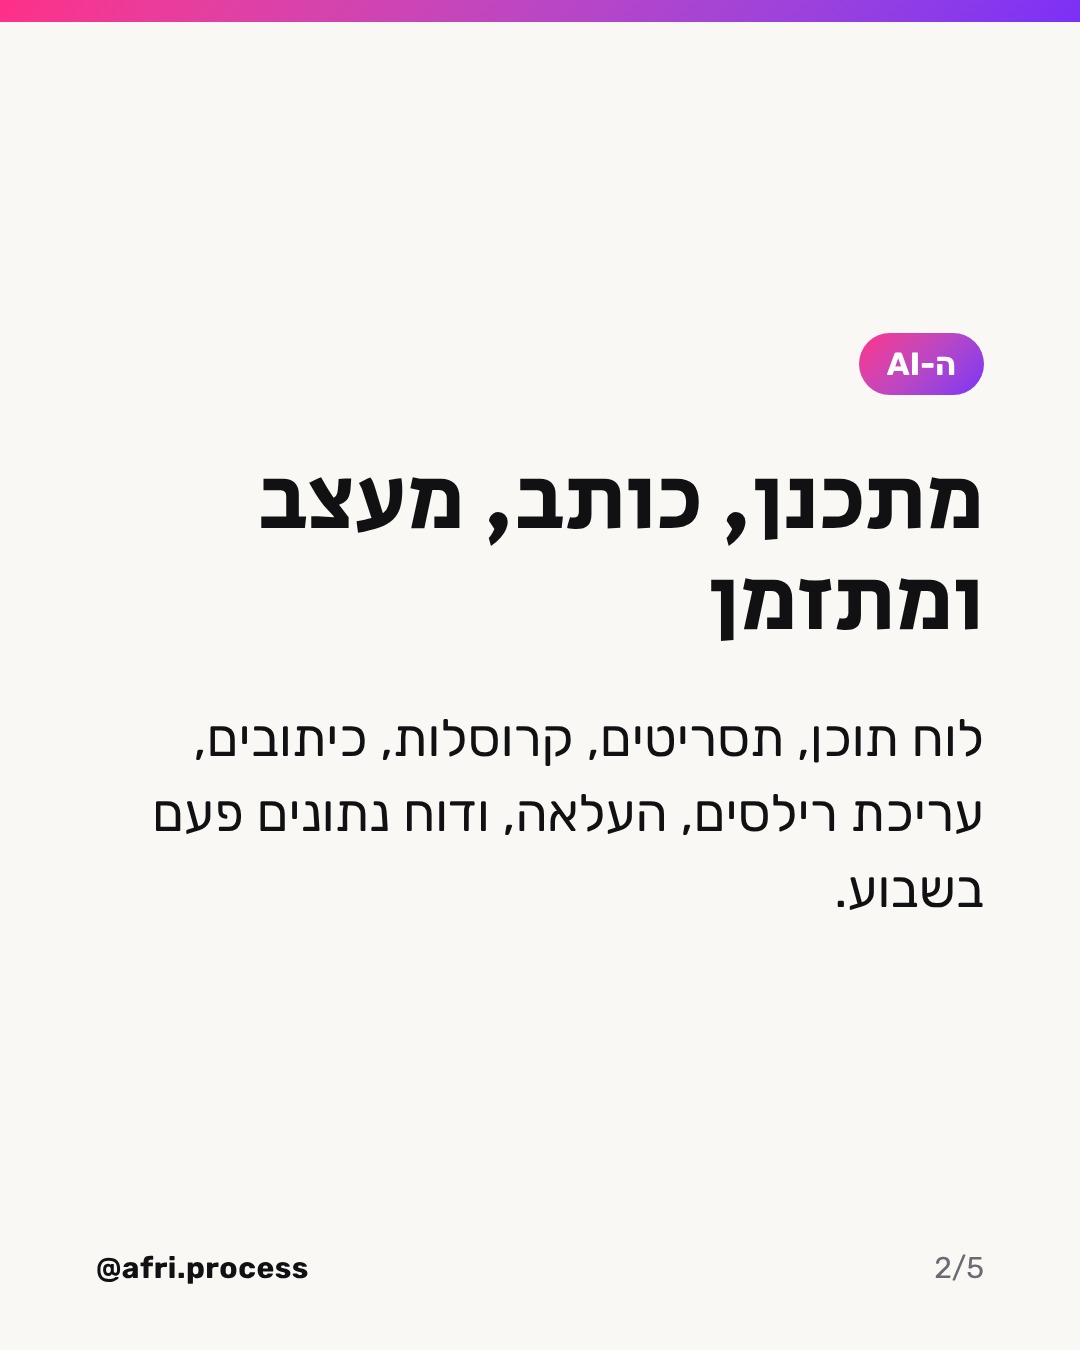 ה-AI
מתכנן, כותב, מעצב
ומתזמן
לוח תוכן, תסריטים, קרוסלות, כיתובים,
עריכת רילסים, העלאה, ודוח נתונים פעם
בשבוע.
@afri.process
2/5